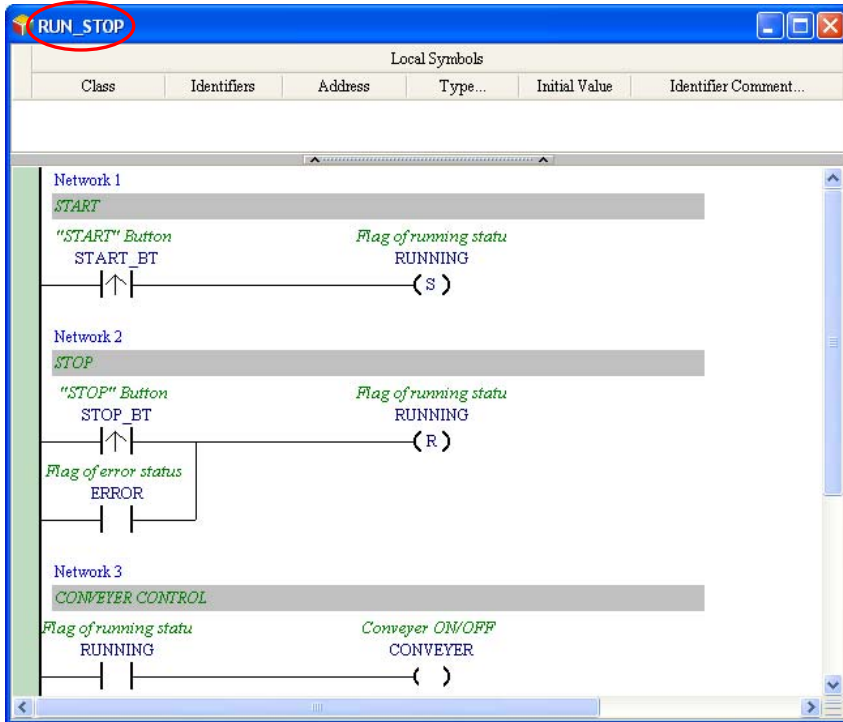 RUN_STOP
Local Symbols
Class Identifiers Address Type... Initial Value Identifier Comment...
Network 1
START
"START" Button Flag of running statu
START_BT RUNNING
S
Network 2
STOP
"STOP" Button Flag of running statu
STOP_BT RUNNING
R
Flag of error status
ERROR
Network 3
CONVEYER CONTROL
Flag of running statu Conveyer ON/OFF
RUNNING CONVEYER